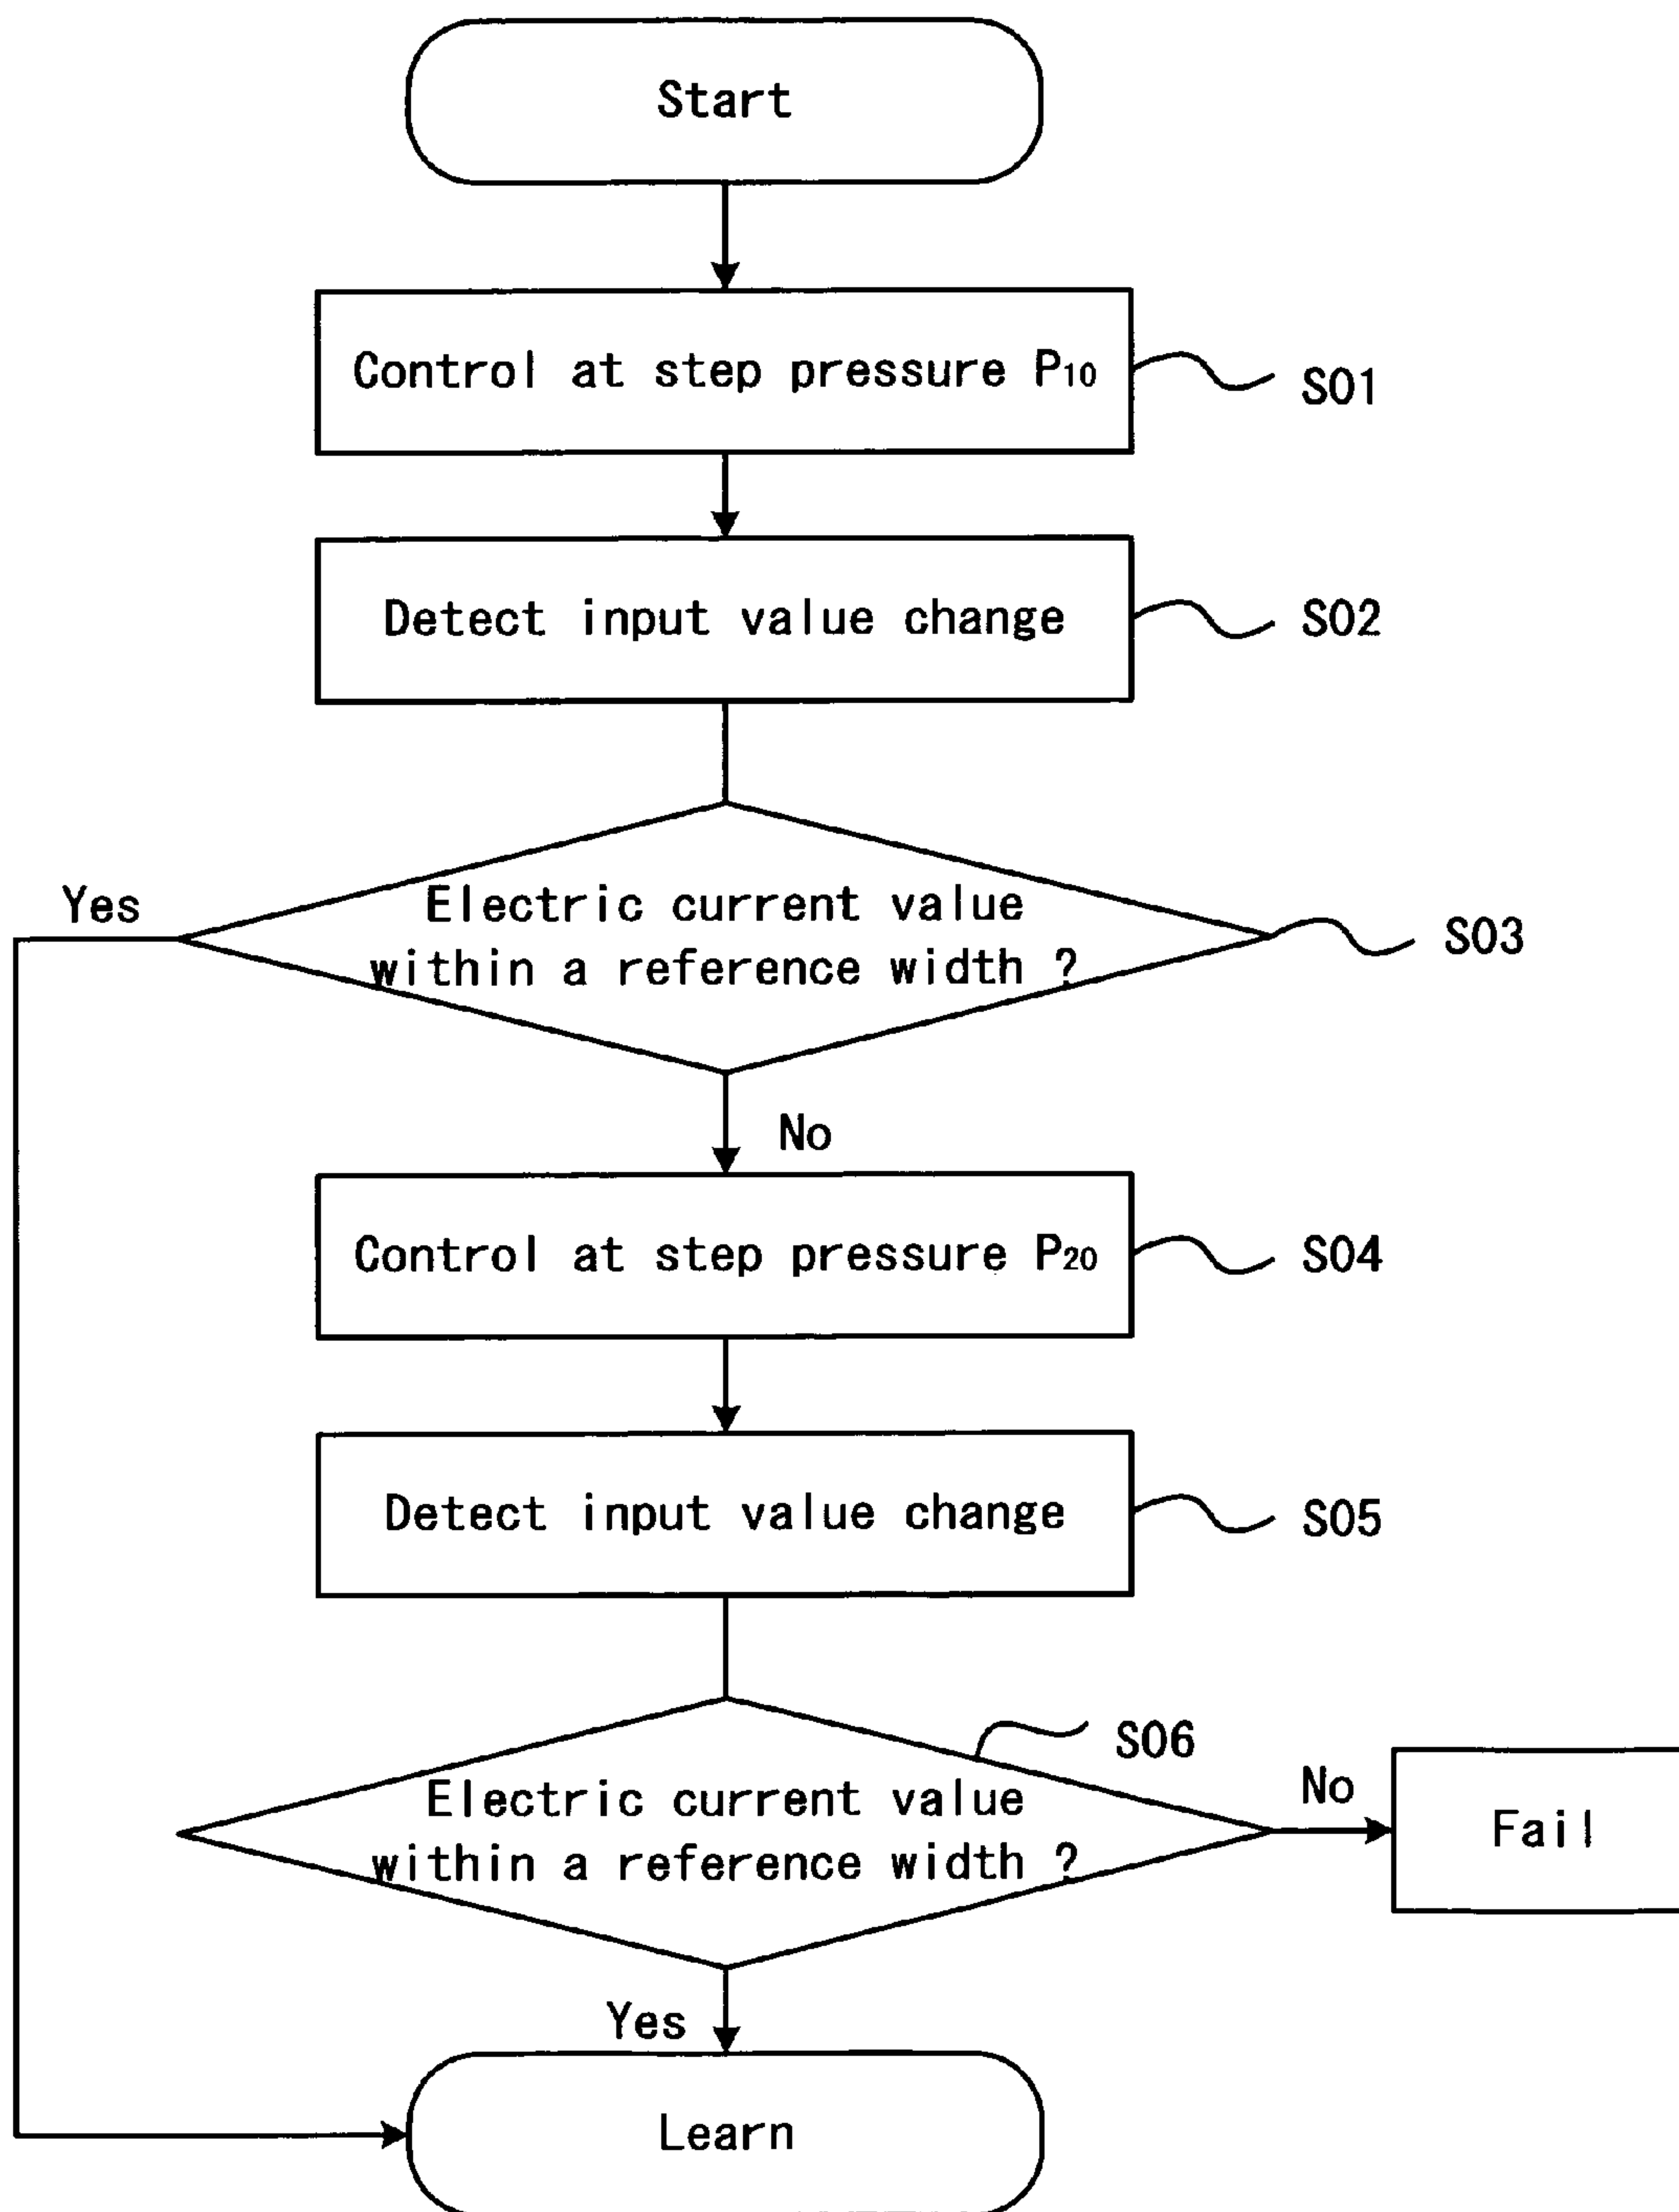 Start
Control at step pressure P₁₀
S01
Detect input value change
S02
Yes
Electric current value
within a reference width ?
S03
No
Control at step pressure P₂₀
S04
Detect input value change
S05
S06
Electric current value
within a reference width ?
No
Fail
Yes
Learn